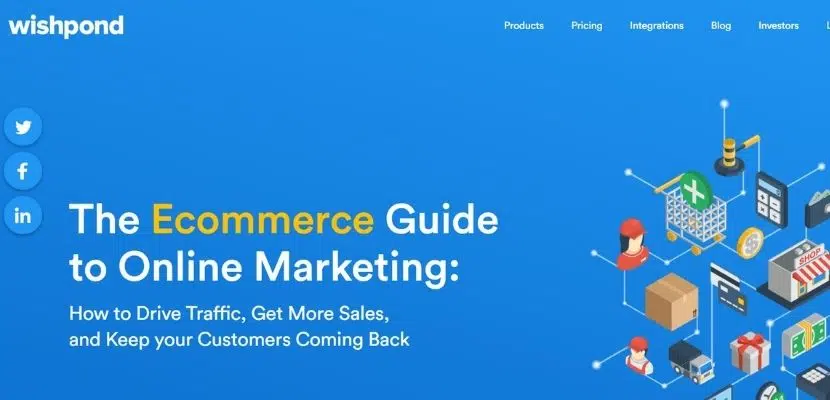 wishpond
Products Pricing Integrations Blog Investors
The Ecommerce Guide
to Online Marketing:
How to Drive Traffic, Get More Sales,
and Keep your Customers Coming Back
SHOP